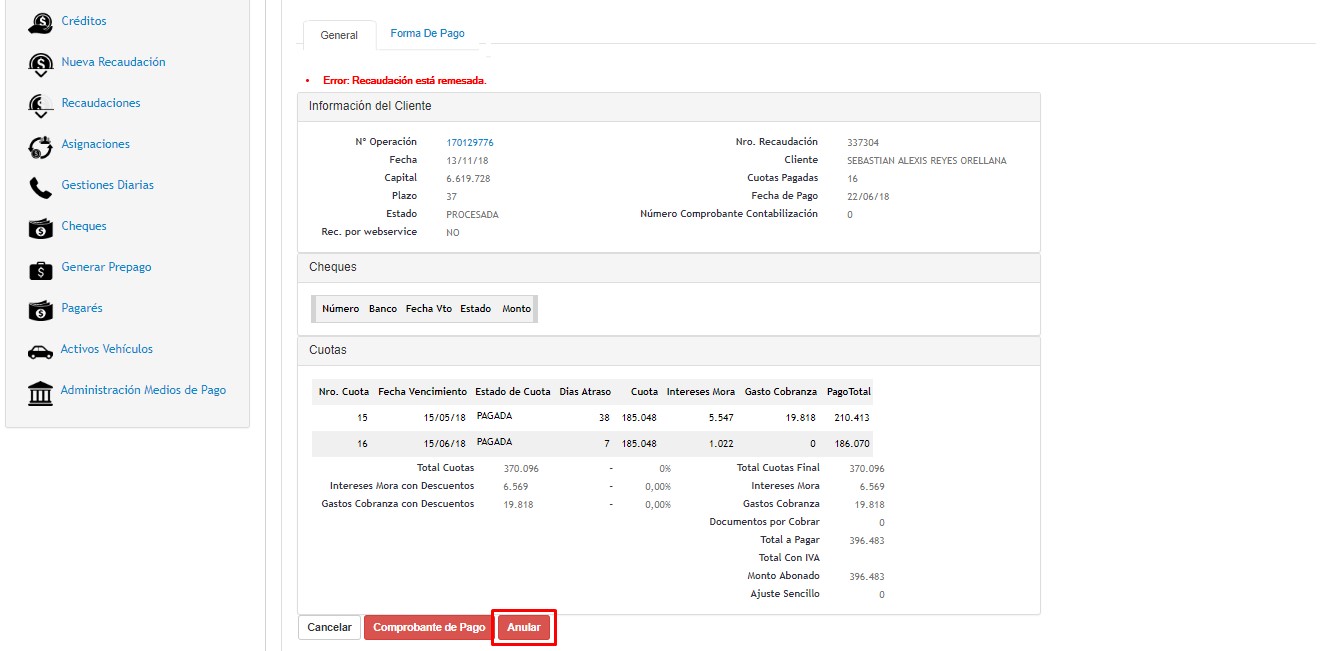 Créditos
Nueva Recaudación
Recaudaciones
Asignaciones
Gestiones Diarias
Cheques
Generar Prepago
Pagarés
Activos Vehículos
Administración Medios de Pago
General Forma De Pago
• Error: Recaudación está remesada.
Información del Cliente
N° Operación 170129776 Nro. Recaudación 337304
Fecha 13/11/18 Cliente SEBASTIAN ALEXIS REYES ORELLANA
Capital 6.619.728 Cuotas Pagadas 16
Plazo 37 Fecha de Pago 22/06/18
Estado PROCESADA Número Comprobante Contabilización 0
Rec. por webservice NO
Cheques
Número Banco Fecha Vto Estado Monto
Cuotas
Nro. Cuota Fecha Vencimiento Estado de Cuota Dias Atraso Cuota Intereses Mora Gasto Cobranza PagoTotal
15 15/05/18 PAGADA 38 185.048 5.547 19.818 210.413
16 15/06/18 PAGADA 7 185.048 1.022 0 186.070
Total Cuotas 370.096 - 0% Total Cuotas Final 370.096
Intereses Mora con Descuentos 6.569 - 0,00% Intereses Mora 6.569
Gastos Cobranza con Descuentos 19.818 - 0,00% Gastos Cobranza 19.818
Documentos por Cobrar 0
Total a Pagar 396.483
Total Con IVA
Monto Abonado 396.483
Ajuste Sencillo 0
Cancelar Comprobante de Pago Anular